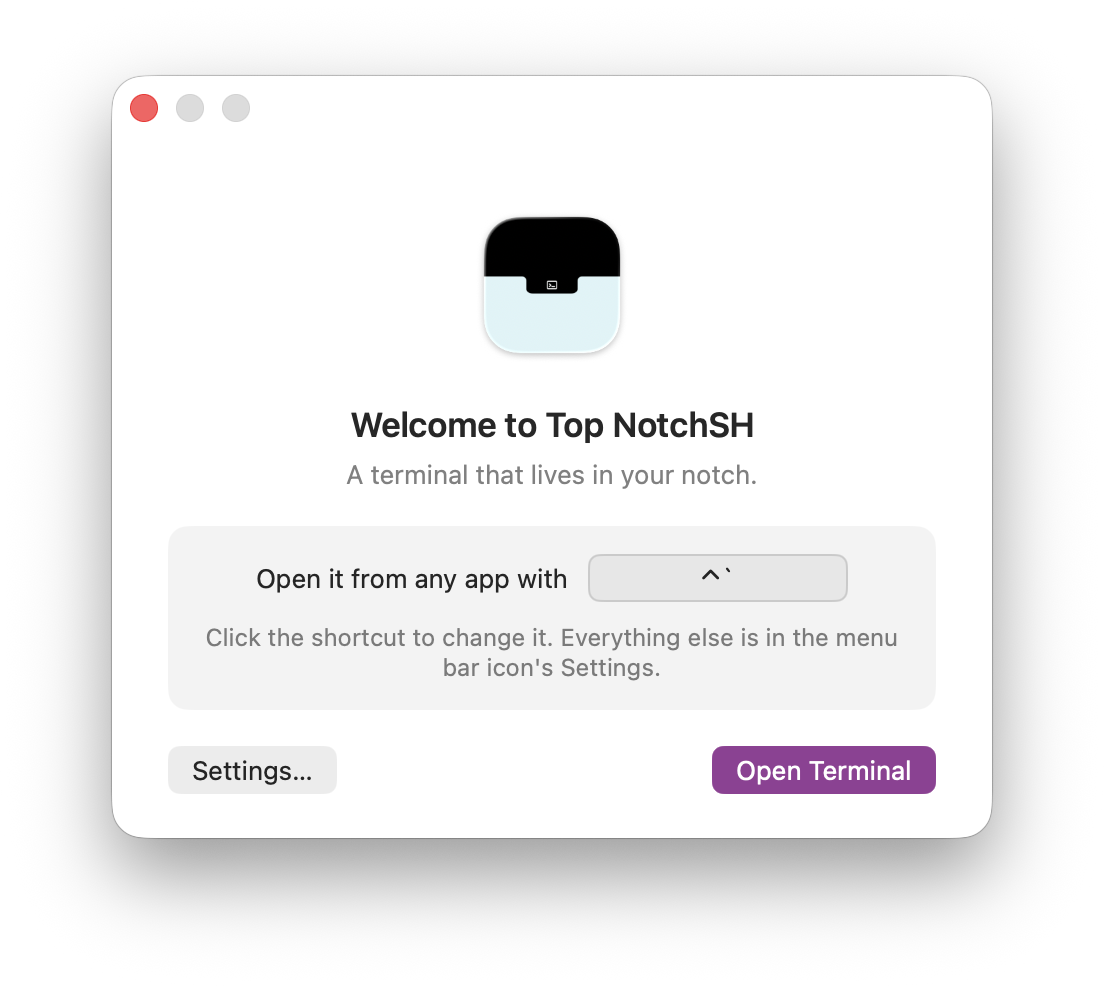 Welcome to Top NotchSH
A terminal that lives in your notch.
Open it from any app with ^`
Click the shortcut to change it. Everything else is in the menu
bar icon's Settings.
Settings... Open Terminal